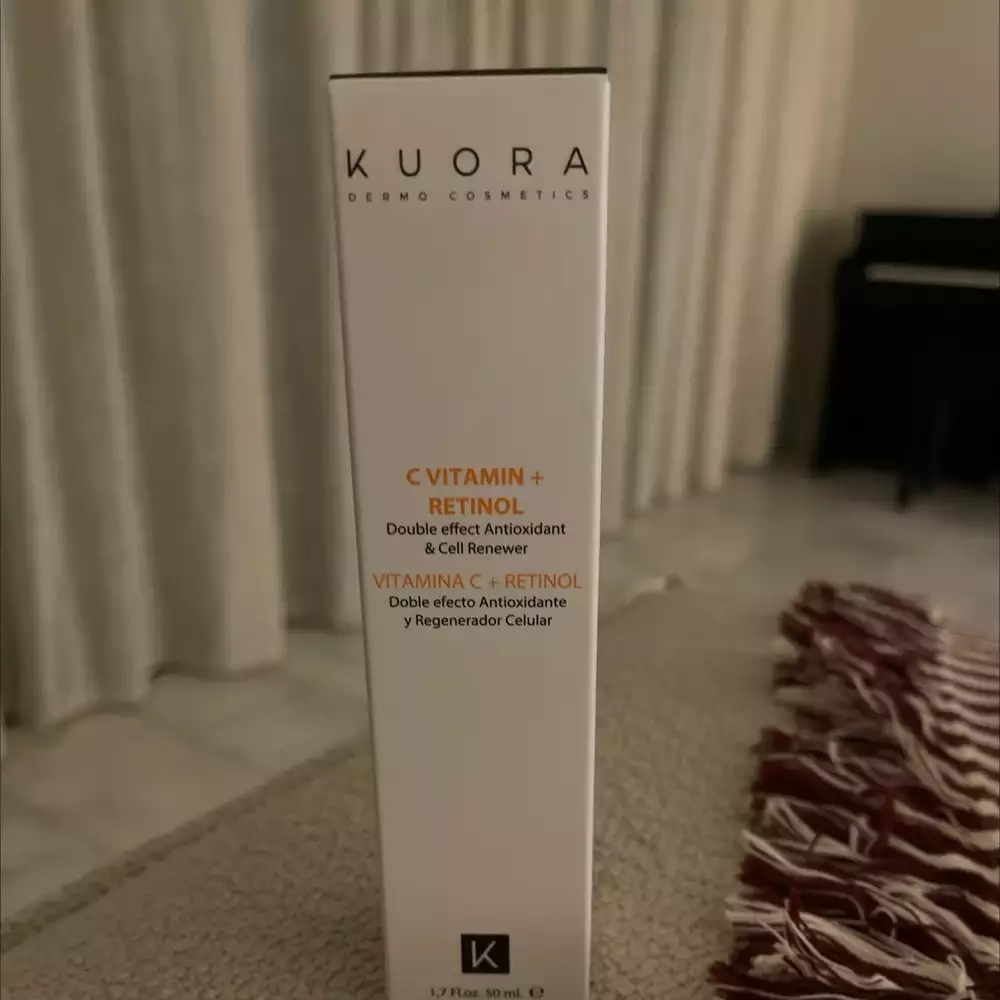 KUORA
DERMO COSMETICS
C VITAMIN +
RETINOL
Double effect Antioxidant
& Cell Renewer
VITAMINA C + RETINOL
Doble efecto Antioxidante
y Regenerador Celular
K
1,7 Fl.oz. 50 ml. ℮